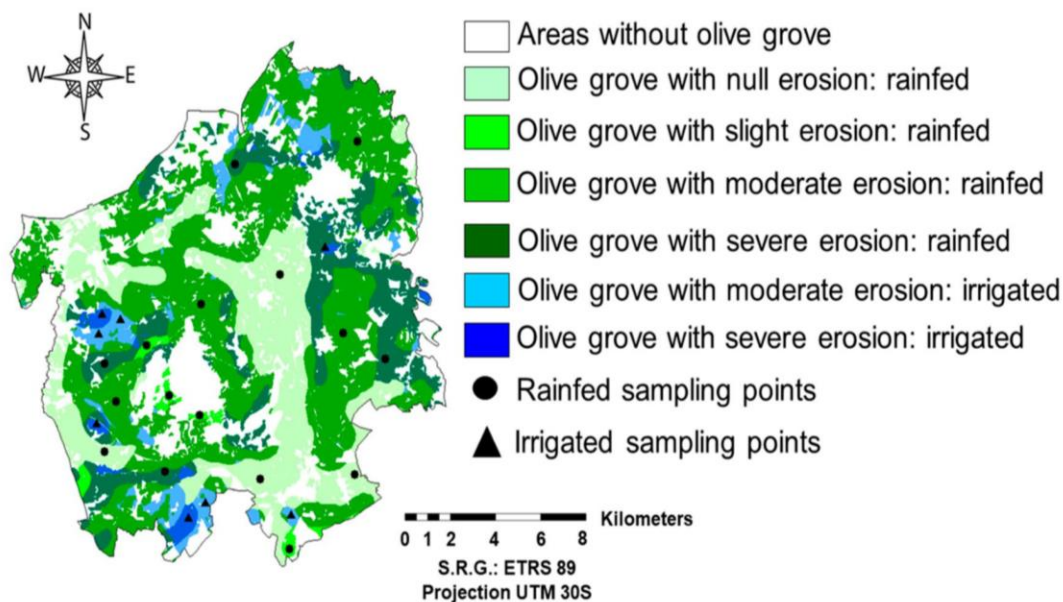 N
W E
S
Areas without olive grove
Olive grove with null erosion: rainfed
Olive grove with slight erosion: rainfed
Olive grove with moderate erosion: rainfed
Olive grove with severe erosion: rainfed
Olive grove with moderate erosion: irrigated
Olive grove with severe erosion: irrigated
Rainfed sampling points
Irrigated sampling points
Kilometers
0 1 2 4 6 8
S.R.G.: ETRS 89
Projection UTM 30S